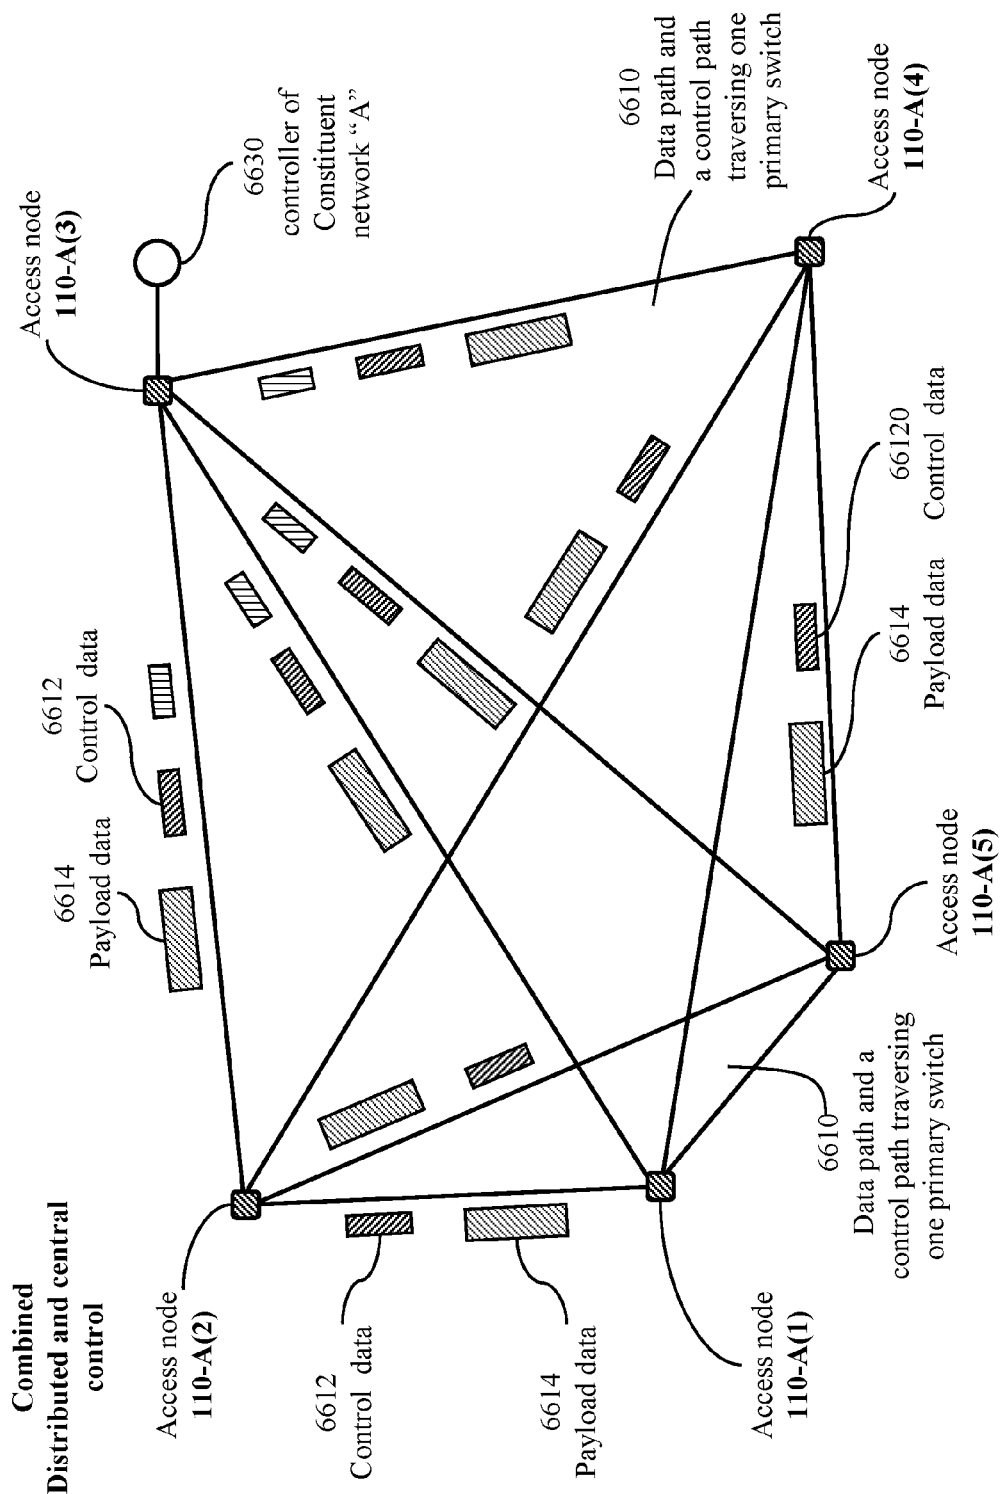 Combined
Distributed and central
control
Access node
110-A(2)
6614
Payload data
6612
Control data
Access node
110-A(3)
6630
controller of
Constituent
network “A”
6612
Control data
6614
Payload data
6610
Data path and
a control path
traversing one
primary switch
Access node
110-A(1)
6610
Data path and a
control path traversing
one primary switch
Access node
110-A(5)
6614
Payload data
66120
Control data
Access node
110-A(4)